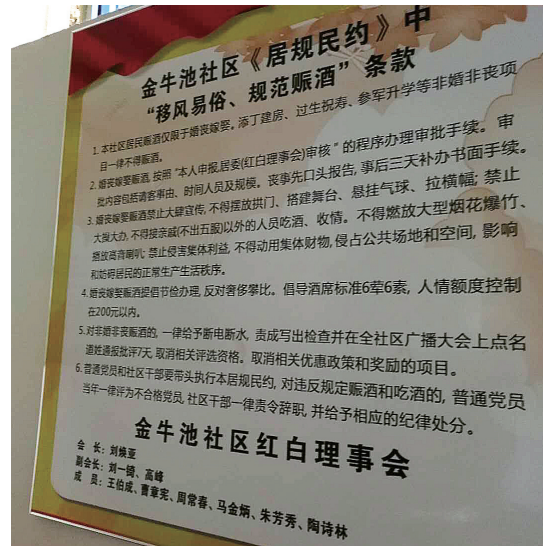 金牛池社区《居规民约》中
“移风易俗、规范赈酒”条款
1. 本社区居民赈酒仅限于婚丧嫁娶。添丁建房、过生祝寿、参军升学等非婚非丧项
目一律不得赈酒。
2. 婚丧嫁娶赈酒, 按照“本人申报,居委(红白理事会)审核”的程序办理审批手续。审
批内容包括请客事由、时间人员及规模。丧事先口头报告, 事后三天补办书面手续。
3. 婚丧嫁娶赈酒禁止大肆宣传, 不得摆放拱门、搭建舞台、悬挂气球、拉横幅; 禁止
大操大办, 不得接亲戚(不出五服)以外的人员吃酒、收情。不得燃放大型烟花爆竹、
播放高音喇叭; 禁止侵害集体利益, 不得动用集体财物, 侵占公共场地和空间, 影响
和妨碍居民的正常生产生活秩序。
4. 婚丧嫁娶赈酒提倡节俭办理, 反对奢侈攀比。倡导酒席标准6荤6素, 人情额度控制
在200元以内。
5. 对非婚非丧赈酒的, 一律给予断电断水, 责成写出检查并在全社区广播大会上点名
道姓通报批评7天, 取消相关评选资格。取消相关优惠政策和奖励的项目。
6. 普通党员和社区干部要带头执行本居规民约, 对违反规定赈酒和吃酒的, 普通党员
当年一律评为不合格党员, 社区干部一律责令辞职, 并给予相应的纪律处分。
金牛池社区红白理事会
会 长: 刘焕亚
副会长: 刘一锜、高峰
成 员: 王伯成、曹章宪、周常春、马金炳、朱芳秀、陶诗林